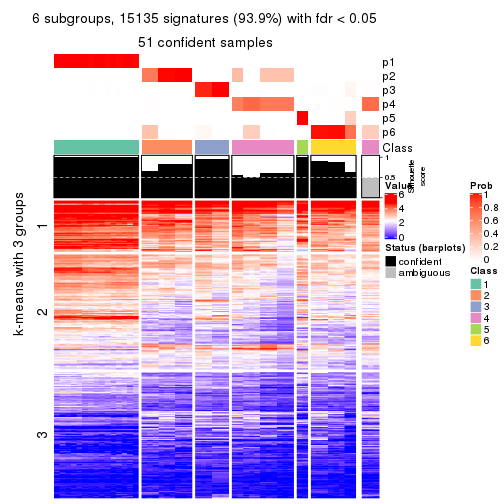 6 subgroups, 15135 signatures (93.9%) with fdr < 0.05
51 confident samples
p1
p2
p3
p4
p5
p6
Class
1
0.5
0
Silhouette
score
k-means with 3 groups
1
2
3
Value
6
4
2
0
Status (barplots)
confident
ambiguous
Prob
1
0.8
0.6
0.4
0.2
0
Class
1
2
3
4
5
6